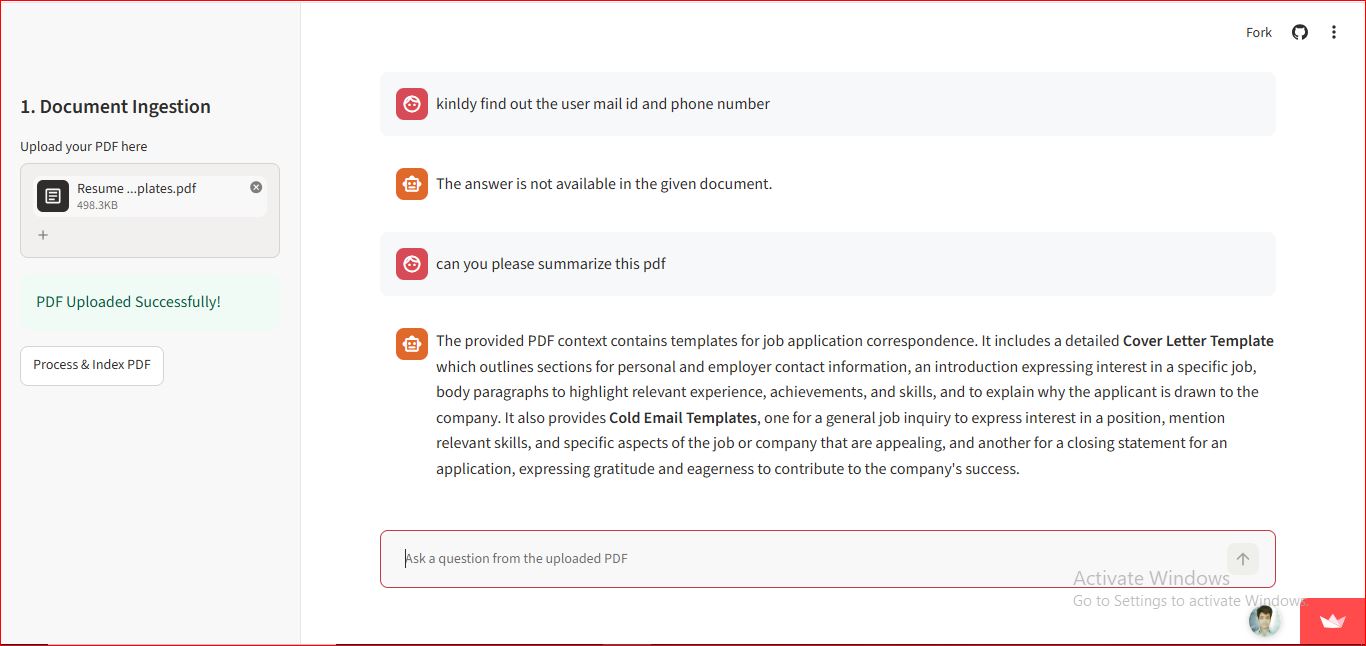 Fork
1. Document Ingestion
Upload your PDF here
Resume ...plates.pdf
498.3KB
+
PDF Uploaded Successfully!
Process & Index PDF
kinldy find out the user mail id and phone number
The answer is not available in the given document.
can you please summarize this pdf
The provided PDF context contains templates for job application correspondence. It includes a detailed Cover Letter Template
which outlines sections for personal and employer contact information, an introduction expressing interest in a specific job,
body paragraphs to highlight relevant experience, achievements, and skills, and to explain why the applicant is drawn to the
company. It also provides Cold Email Templates, one for a general job inquiry to express interest in a position, mention
relevant skills, and specific aspects of the job or company that are appealing, and another for a closing statement for an
application, expressing gratitude and eagerness to contribute to the company's success.
Ask a question from the uploaded PDF
Activate Windows
Go to Settings to activate Windows.